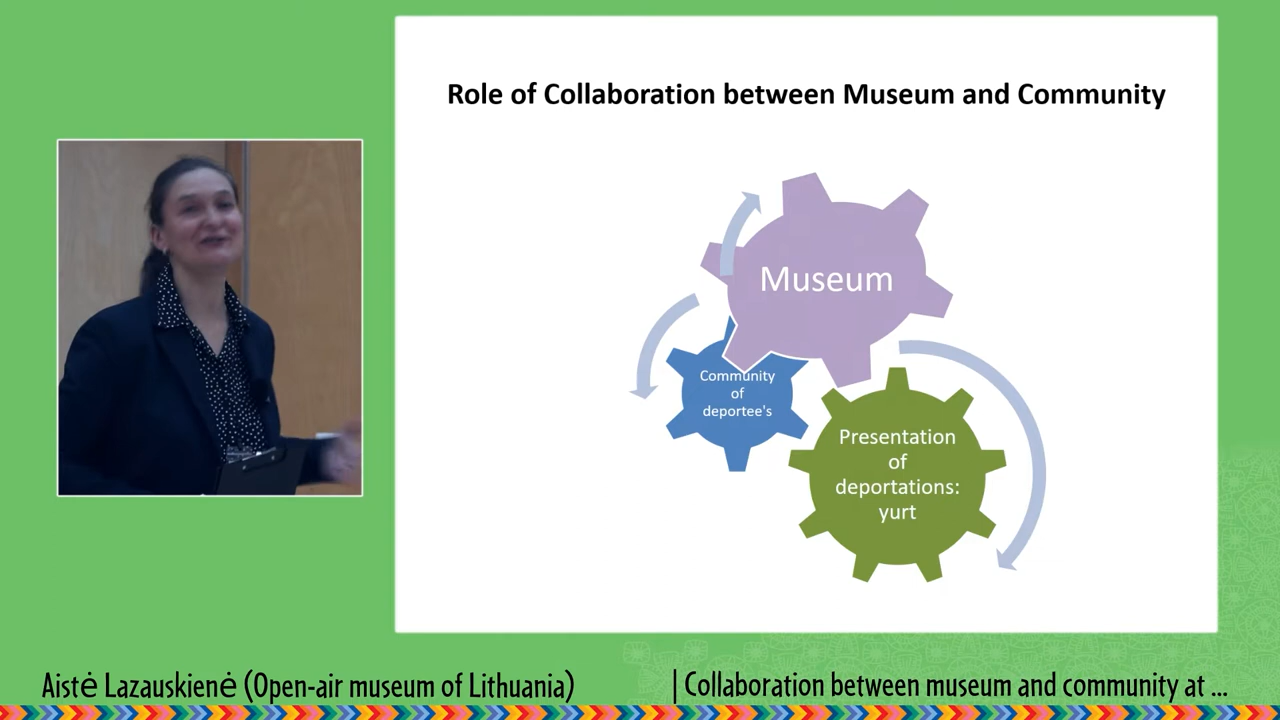 Role of Collaboration between Museum and Community
Museum
Community
of
deportee's
Presentation
of
deportations:
yurt
Aistė Lazauskienė (Open-air museum of Lithuania)
| Collaboration between museum and community at ...